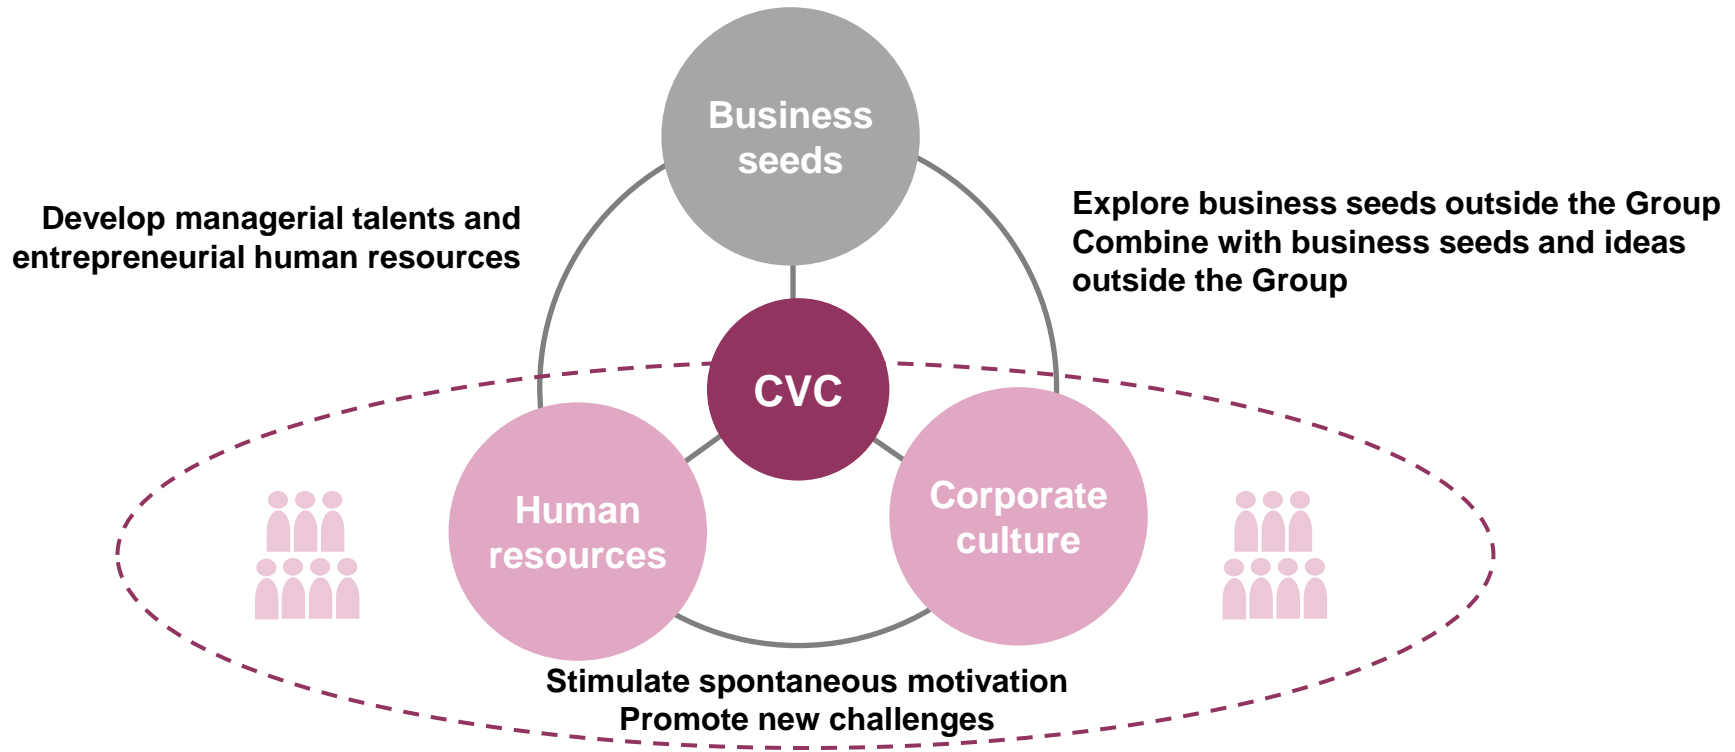 Business
seeds
Develop managerial talents and
entrepreneurial human resources
Explore business seeds outside the Group
Combine with business seeds and ideas
outside the Group
CVC
Human
resources
Corporate
culture
Stimulate spontaneous motivation
Promote new challenges